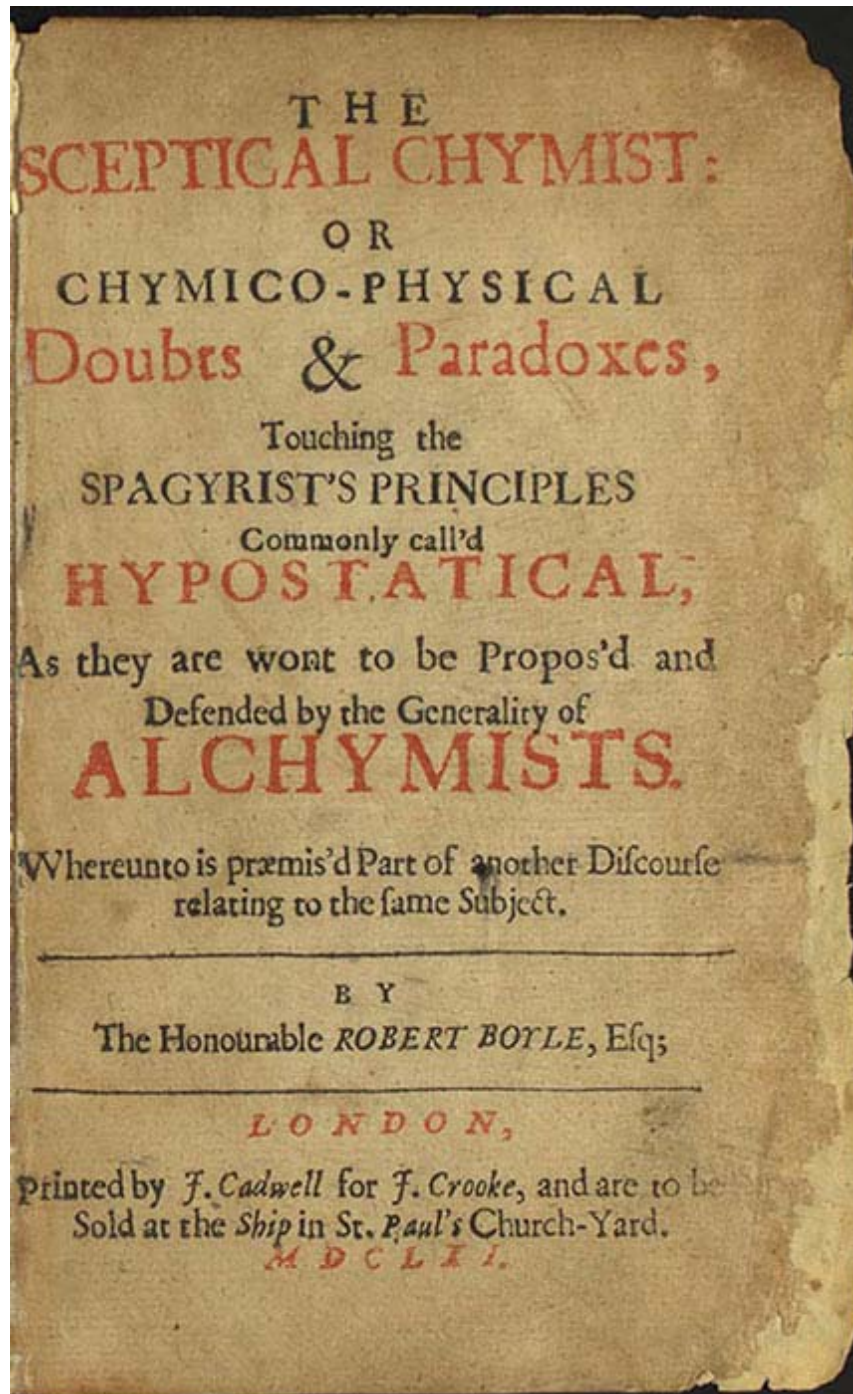 THE
SCEPTICAL CHYMIST:
OR
CHYMICO-PHYSICAL
Doubts & Paradoxes,
Touching the
SPAGYRIST'S PRINCIPLES
Commonly call'd
HYPOSTATICAL,
As they are wont to be Propos'd and
Defended by the Generality of
ALCHYMISTS.
Whereunto is præmis'd Part of another Diſcourſe
relating to the ſame Subject.
BY
The Honourable ROBERT BOYLE, Eſq;
LONDON,
Printed by J. Cadwell for J. Crooke, and are to be
Sold at the Ship in St. Paul's Church-Yard.
MDCLXI.